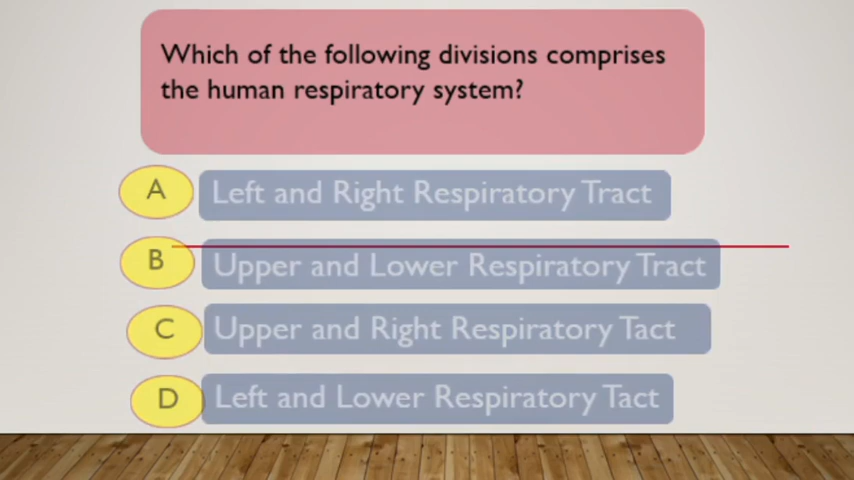 Which of the following divisions comprises
the human respiratory system?
A Left and Right Respiratory Tract
B Upper and Lower Respiratory Tract
C Upper and Right Respiratory Tact
D Left and Lower Respiratory Tact